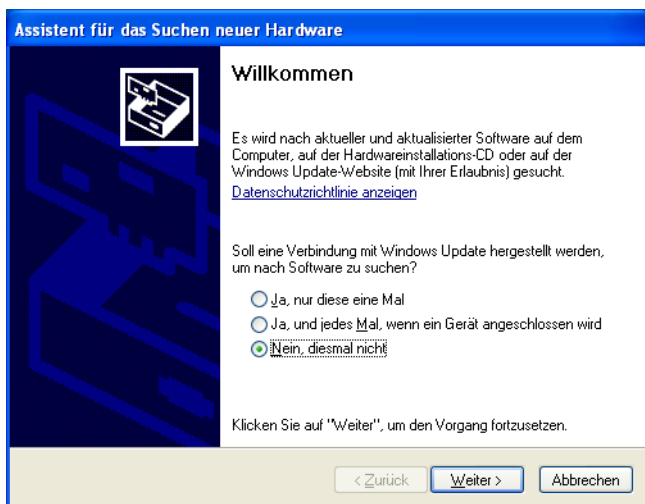 Assistent für das Suchen neuer Hardware
Willkommen
Es wird nach aktueller und aktualisierter Software auf dem
Computer, auf der Hardwareinstallations-CD oder auf der
Windows Update-Website (mit Ihrer Erlaubnis) gesucht.
Datenschutzrichtlinie anzeigen
Soll eine Verbindung mit Windows Update hergestellt werden,
um nach Software zu suchen?
Ja, nur diese eine Mal
Ja, und jedes Mal, wenn ein Gerät angeschlossen wird
Nein, diesmal nicht
Klicken Sie auf "Weiter", um den Vorgang fortzusetzen.
< Zurück Weiter > Abbrechen